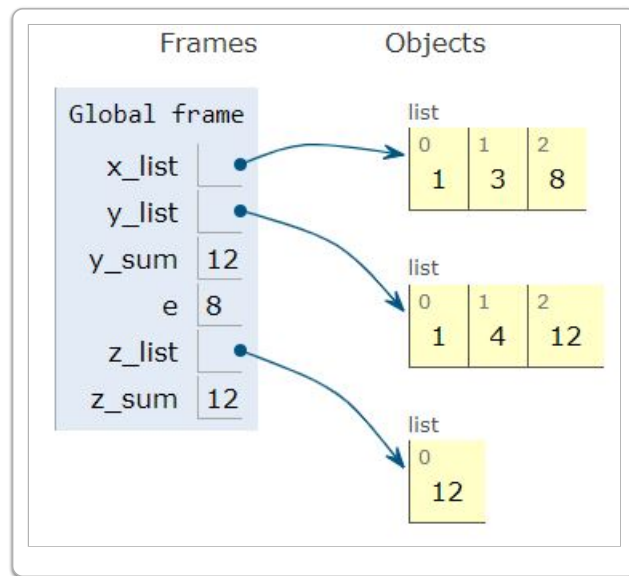 Frames Objects
Global frame
x_list
y_list
y_sum 12
e 8
z_list
z_sum 12
list
0 1 2
1 3 8
list
0 1 2
1 4 12
list
0
12